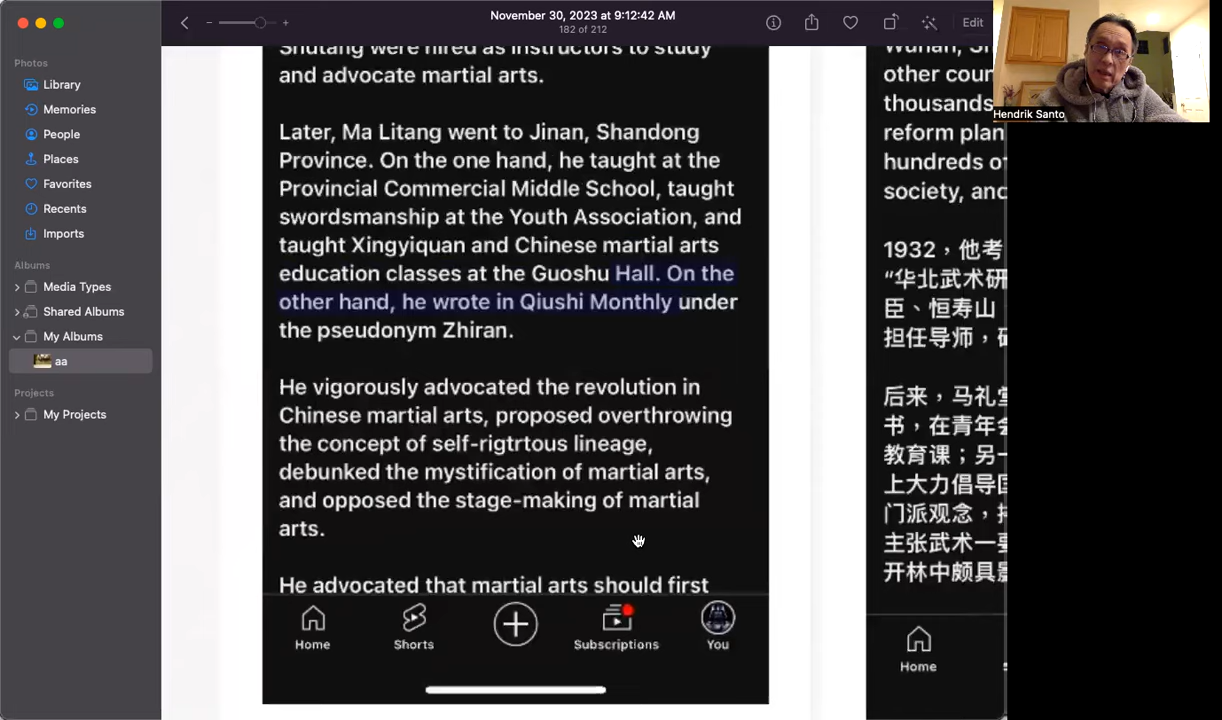 November 30, 2023 at 9:12:42 AM
182 of 212
Edit
Photos
Library
Memories
People
Places
Favorites
Recents
Imports
Albums
Media Types
Shared Albums
My Albums
aa
Projects
My Projects
Shutang were hired as instructors to study
and advocate martial arts.
Later, Ma Litang went to Jinan, Shandong
Province. On the one hand, he taught at the
Provincial Commercial Middle School, taught
swordsmanship at the Youth Association, and
taught Xingyiquan and Chinese martial arts
education classes at the Guoshu Hall. On the
other hand, he wrote in Qiushi Monthly under
the pseudonym Zhiran.
He vigorously advocated the revolution in
Chinese martial arts, proposed overthrowing
the concept of self-rigtrtous lineage,
debunked the mystification of martial arts,
and opposed the stage-making of martial
arts.
He advocated that martial arts should first
Home
Shorts
Subscriptions
You
other coun
thousands
reform plan
hundreds of
society, and
1932，他考
“华北武术研
臣、恒寿山
担任导师，
后来，马礼堂
书，在青年会
教育课；另一
上大力倡导国
门派观念，
主张武术一要
开林中颇具影
Home
Hendrik Santo